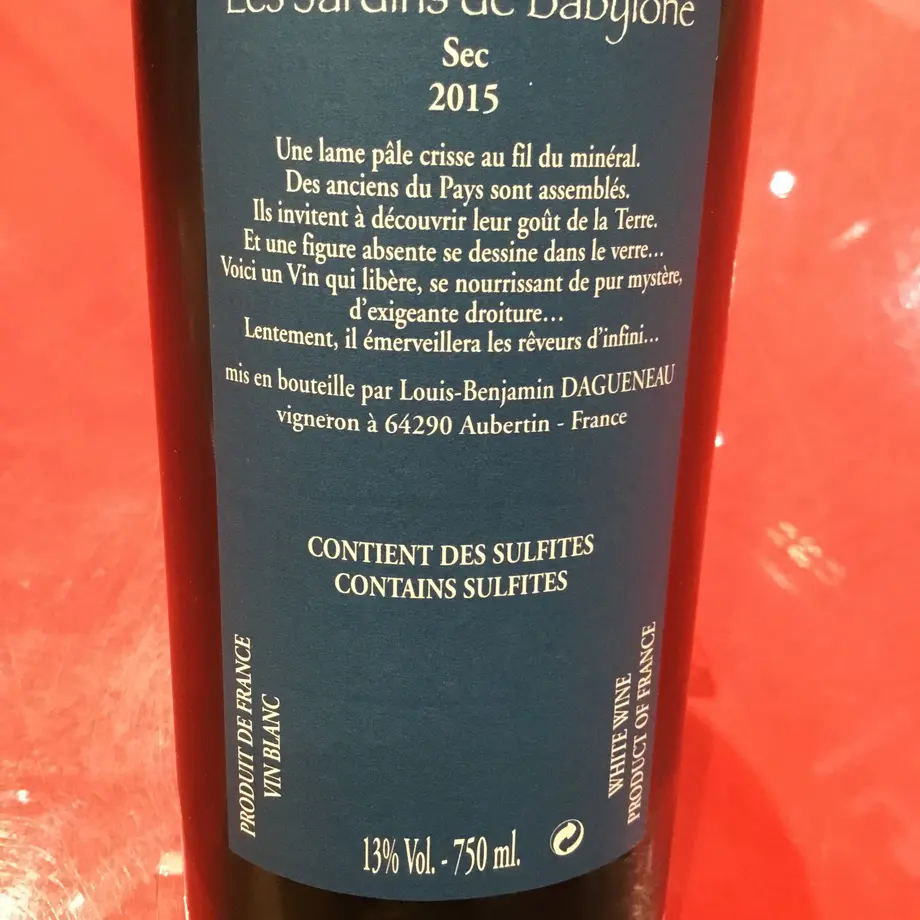 Les Jardins de Babylone
Sec
2015
Une lame pâle crisse au fil du minéral.
Des anciens du Pays sont assemblés.
Ils invitent à découvrir leur goût de la Terre.
Et une figure absente se dessine dans le verre...
Voici un Vin qui libère, se nourrissant de pur mystère,
d'exigeante droiture...
Lentement, il émerveillera les rêveurs d'infini...
mis en bouteille par Louis-Benjamin DAGUENEAU
vigneron à 64290 Aubertin - France
CONTIENT DES SULFITES
CONTAINS SULFITES
PRODUIT DE FRANCE
VIN BLANC
WHITE WINE
PRODUCT OF FRANCE
13% Vol. - 750 ml.